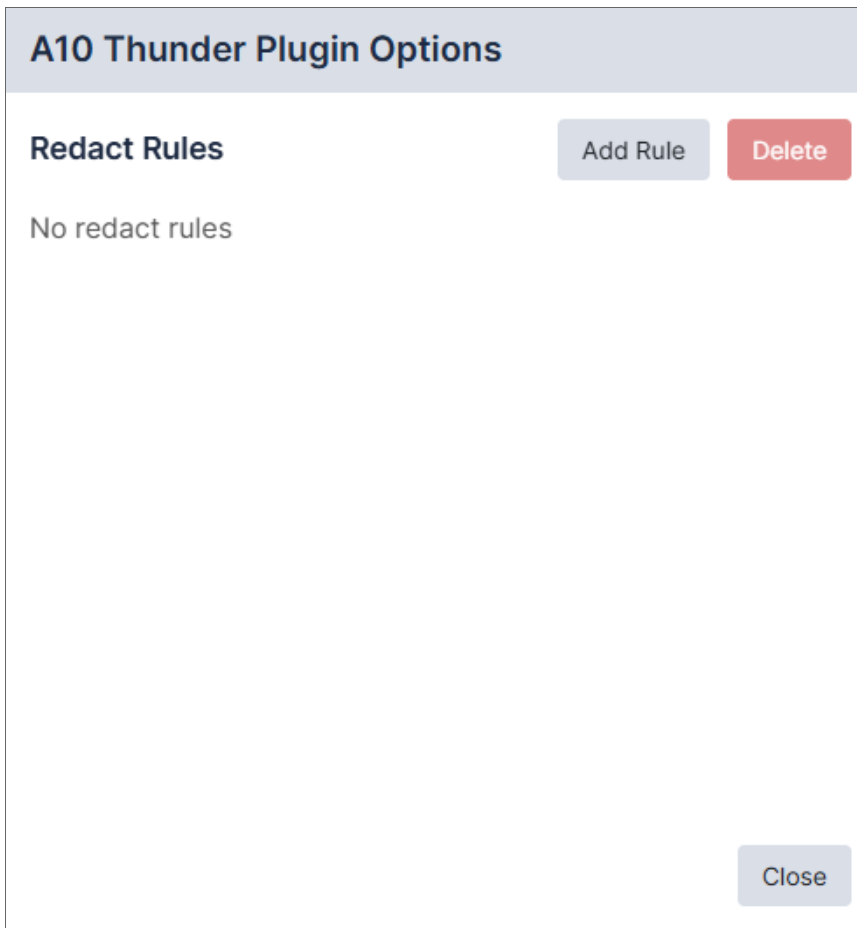 A10 Thunder Plugin Options
Redact Rules
Add Rule
Delete
No redact rules
Close